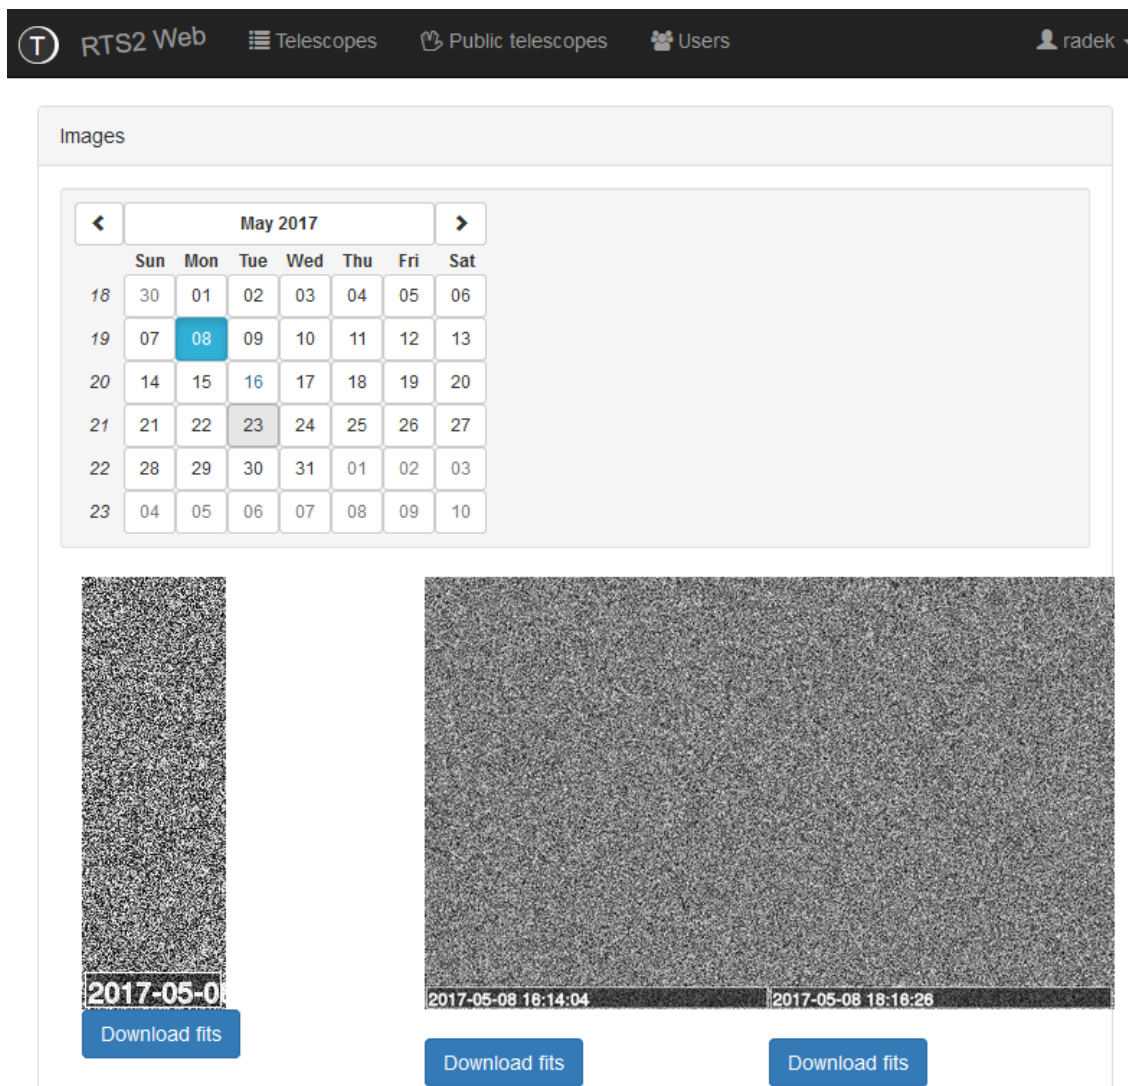 T RTS2 Web Telescopes Public telescopes Users radek
Images
May 2017
Sun Mon Tue Wed Thu Fri Sat
18 30 01 02 03 04 05 06
19 07 08 09 10 11 12 13
20 14 15 16 17 18 19 20
21 21 22 23 24 25 26 27
22 28 29 30 31 01 02 03
23 04 05 06 07 08 09 10
2017-05-0
2017-05-08 16:14:04 2017-05-08 18:16:26
Download fits
Download fits Download fits